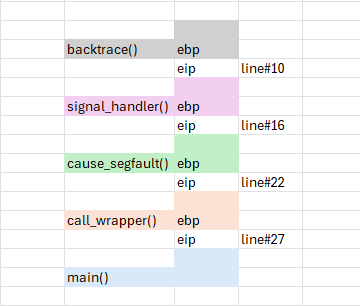 backtrace() ebp
eip line#10
signal_handler() ebp
eip line#16
cause_segfault() ebp
eip line#22
call_wrapper() ebp
eip line#27
main()